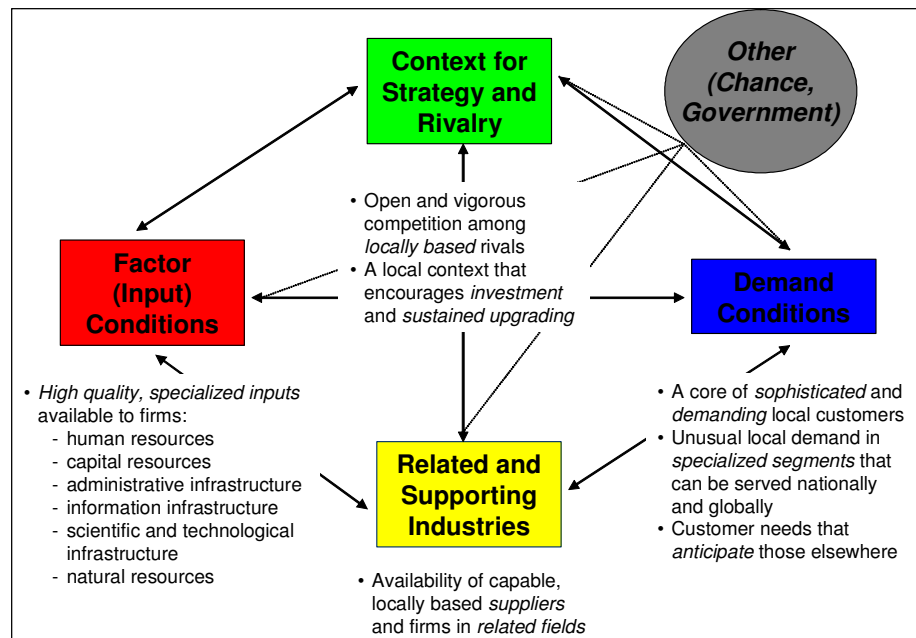 Context for
Strategy and
Rivalry
Other
(Chance,
Government)
• Open and vigorous
competition among
locally based rivals
• A local context that
encourages investment
and sustained upgrading
Factor
(Input)
Conditions
Demand
Conditions
• High quality, specialized inputs
available to firms:
- human resources
- capital resources
- administrative infrastructure
- information infrastructure
- scientific and technological
infrastructure
- natural resources
Related and
Supporting
Industries
• Availability of capable,
locally based suppliers
and firms in related fields
• A core of sophisticated and
demanding local customers
• Unusual local demand in
specialized segments that
can be served nationally
and globally
• Customer needs that
anticipate those elsewhere